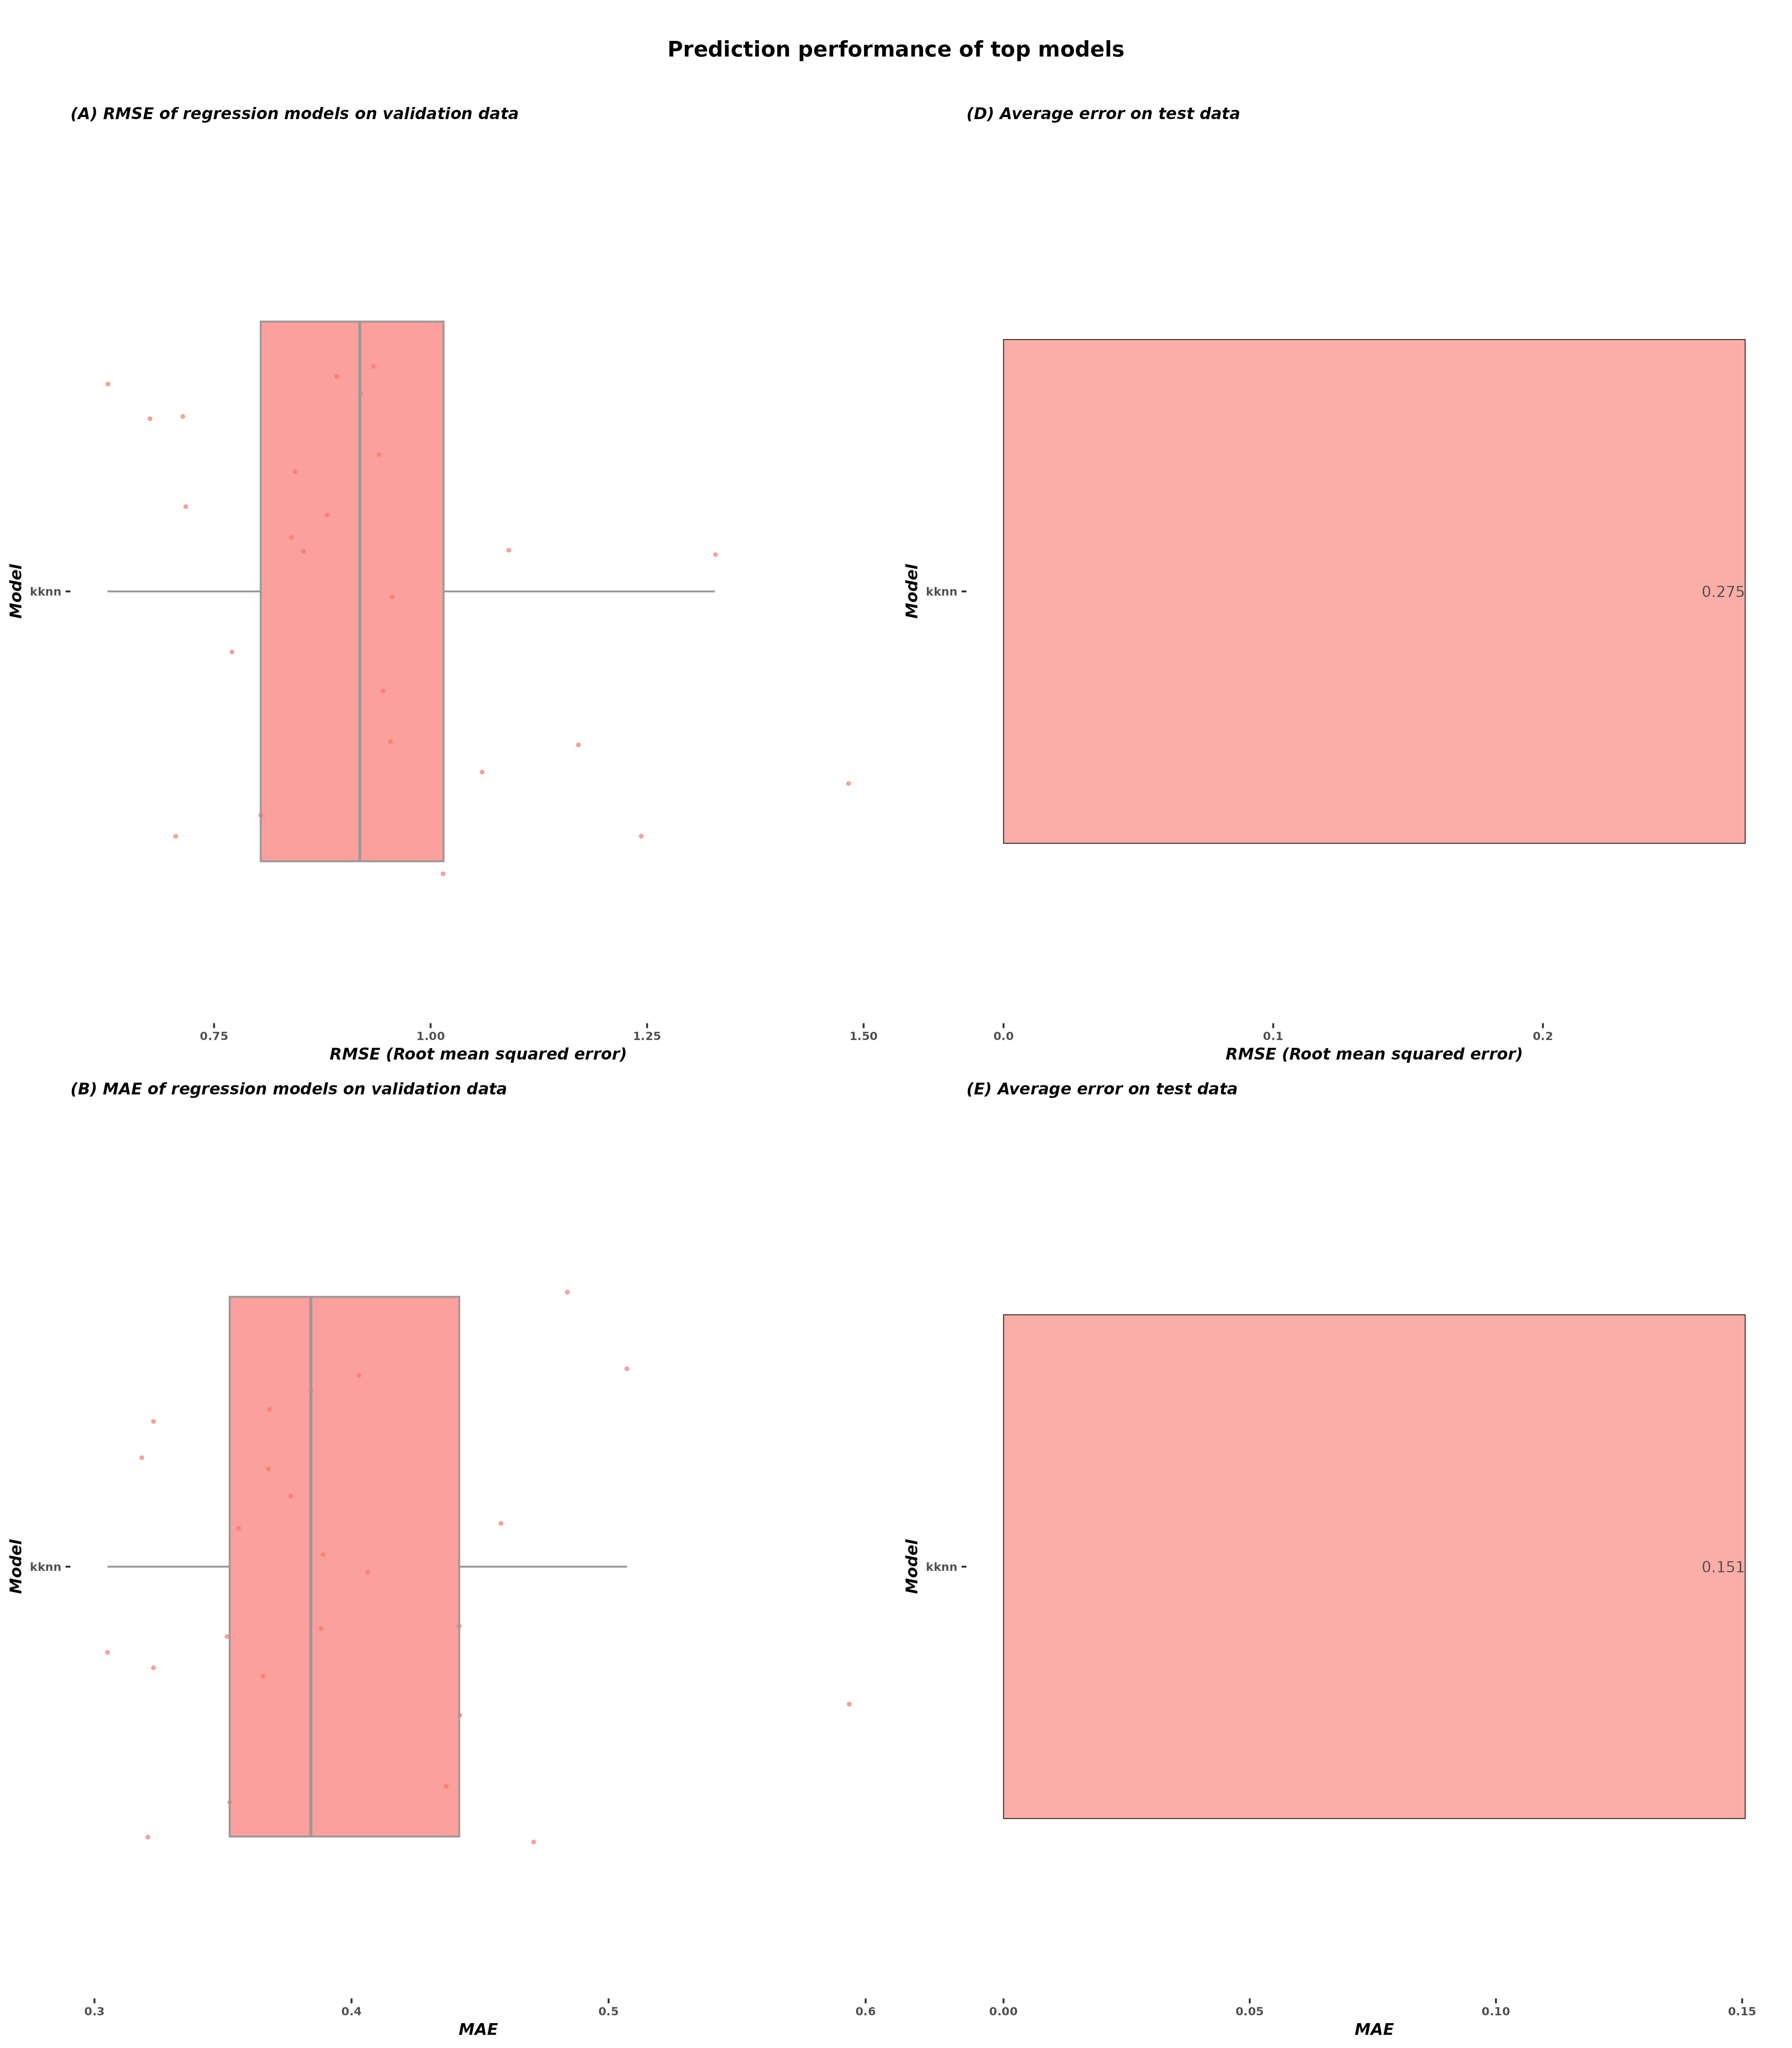 Prediction performance of top models
(A) RMSE of regression models on validation data
Model
kknn
0.75 1.00 1.25 1.50
RMSE (Root mean squared error)
(D) Average error on test data
Model
kknn
0.275
0.0 0.1 0.2
RMSE (Root mean squared error)
(B) MAE of regression models on validation data
Model
kknn
0.3 0.4 0.5 0.6
MAE
(E) Average error on test data
Model
kknn
0.151
0.00 0.05 0.10 0.15
MAE